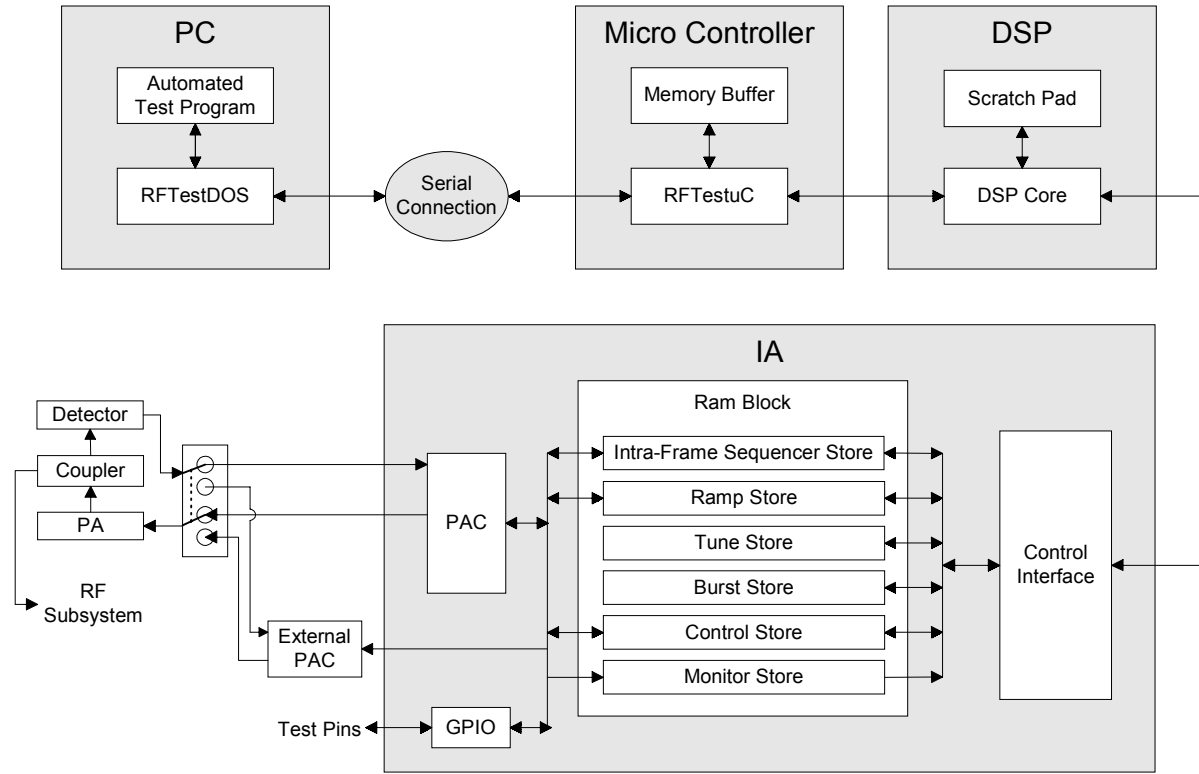 PC
Automated
Test Program
RFTestDOS
Serial
Connection
Micro Controller
Memory Buffer
RFTestuC
DSP
Scratch Pad
DSP Core
IA
Ram Block
Intra-Frame Sequencer Store
Ramp Store
Tune Store
Burst Store
Control Store
Monitor Store
Control
Interface
PAC
Detector
Coupler
PA
RF
Subsystem
External
PAC
Test Pins
GPIO